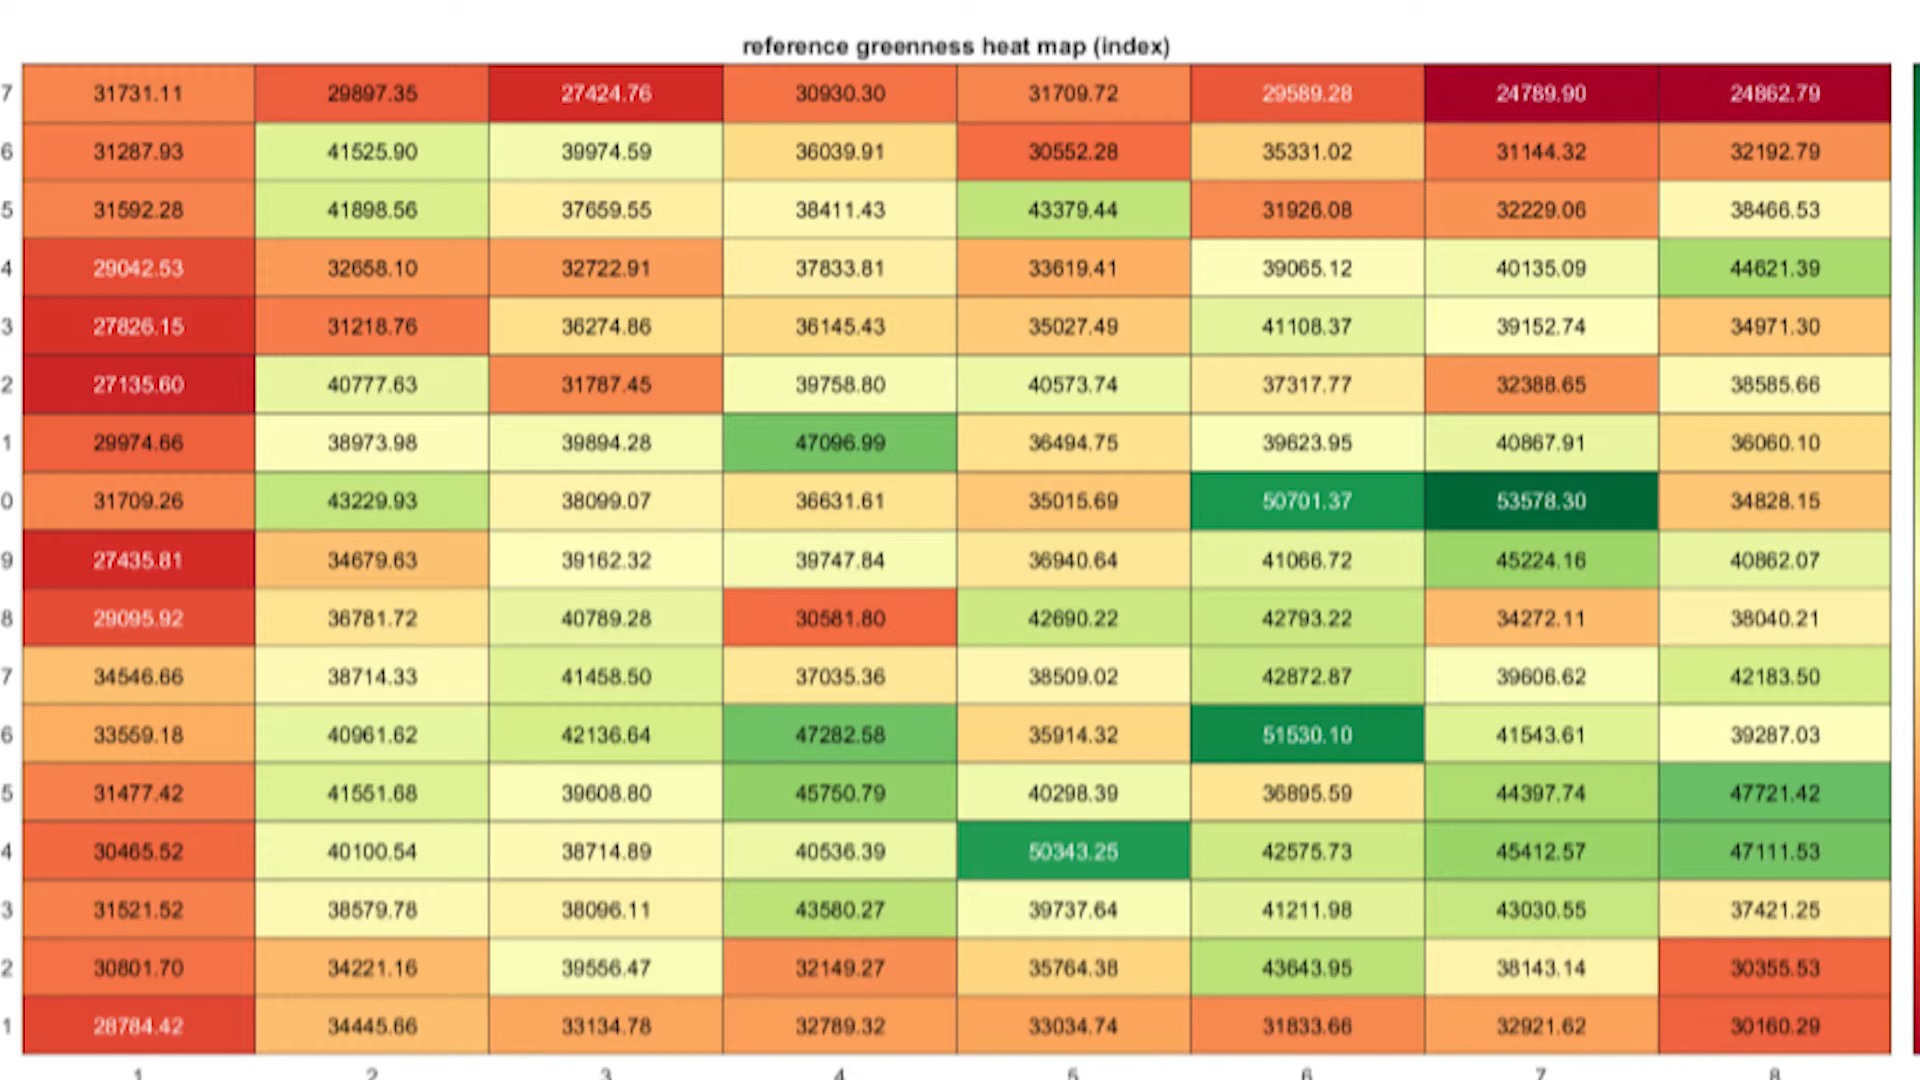 reference greenness heat map (index)
7 31731.11 29897.35 27424.76 30930.30 31709.72 29589.28 24789.90 24862.79
6 31287.93 41525.90 39974.59 36039.91 30552.28 35331.02 31144.32 32192.79
5 31592.28 41898.56 37659.55 38411.43 43379.44 31926.08 32229.06 38466.53
4 29042.53 32658.10 32722.91 37833.81 33619.41 39065.12 40135.09 44621.39
3 27826.15 31218.76 36274.86 36145.43 35027.49 41108.37 39152.74 34971.30
2 27135.60 40777.63 31787.45 39758.80 40573.74 37317.77 32388.65 38585.66
1 29974.66 38973.98 39894.28 47096.99 36494.75 39623.95 40867.91 36060.10
0 31709.26 43229.93 38099.07 36631.61 35015.69 50701.37 53578.30 34828.15
9 27435.81 34679.63 39162.32 39747.84 36940.64 41066.72 45224.16 40862.07
8 29095.92 36781.72 40789.28 30581.80 42690.22 42793.22 34272.11 38040.21
7 34546.66 38714.33 41458.50 37035.36 38509.02 42872.87 39606.62 42183.50
6 33559.18 40961.62 42136.64 47282.58 35914.32 51530.10 41543.61 39287.03
5 31477.42 41551.68 39608.80 45750.79 40298.39 36895.59 44397.74 47721.42
4 30465.52 40100.54 38714.89 40536.39 50343.25 42575.73 45412.57 47111.53
3 31521.52 38579.78 38096.11 43580.27 39737.64 41211.98 43030.55 37421.25
2 30801.70 34221.16 39556.47 32149.27 35764.38 43643.95 38143.14 30355.53
1 28784.42 34445.66 33134.78 32789.32 33034.74 31833.66 32921.62 30160.29
1 2 3 4 5 6 7 8